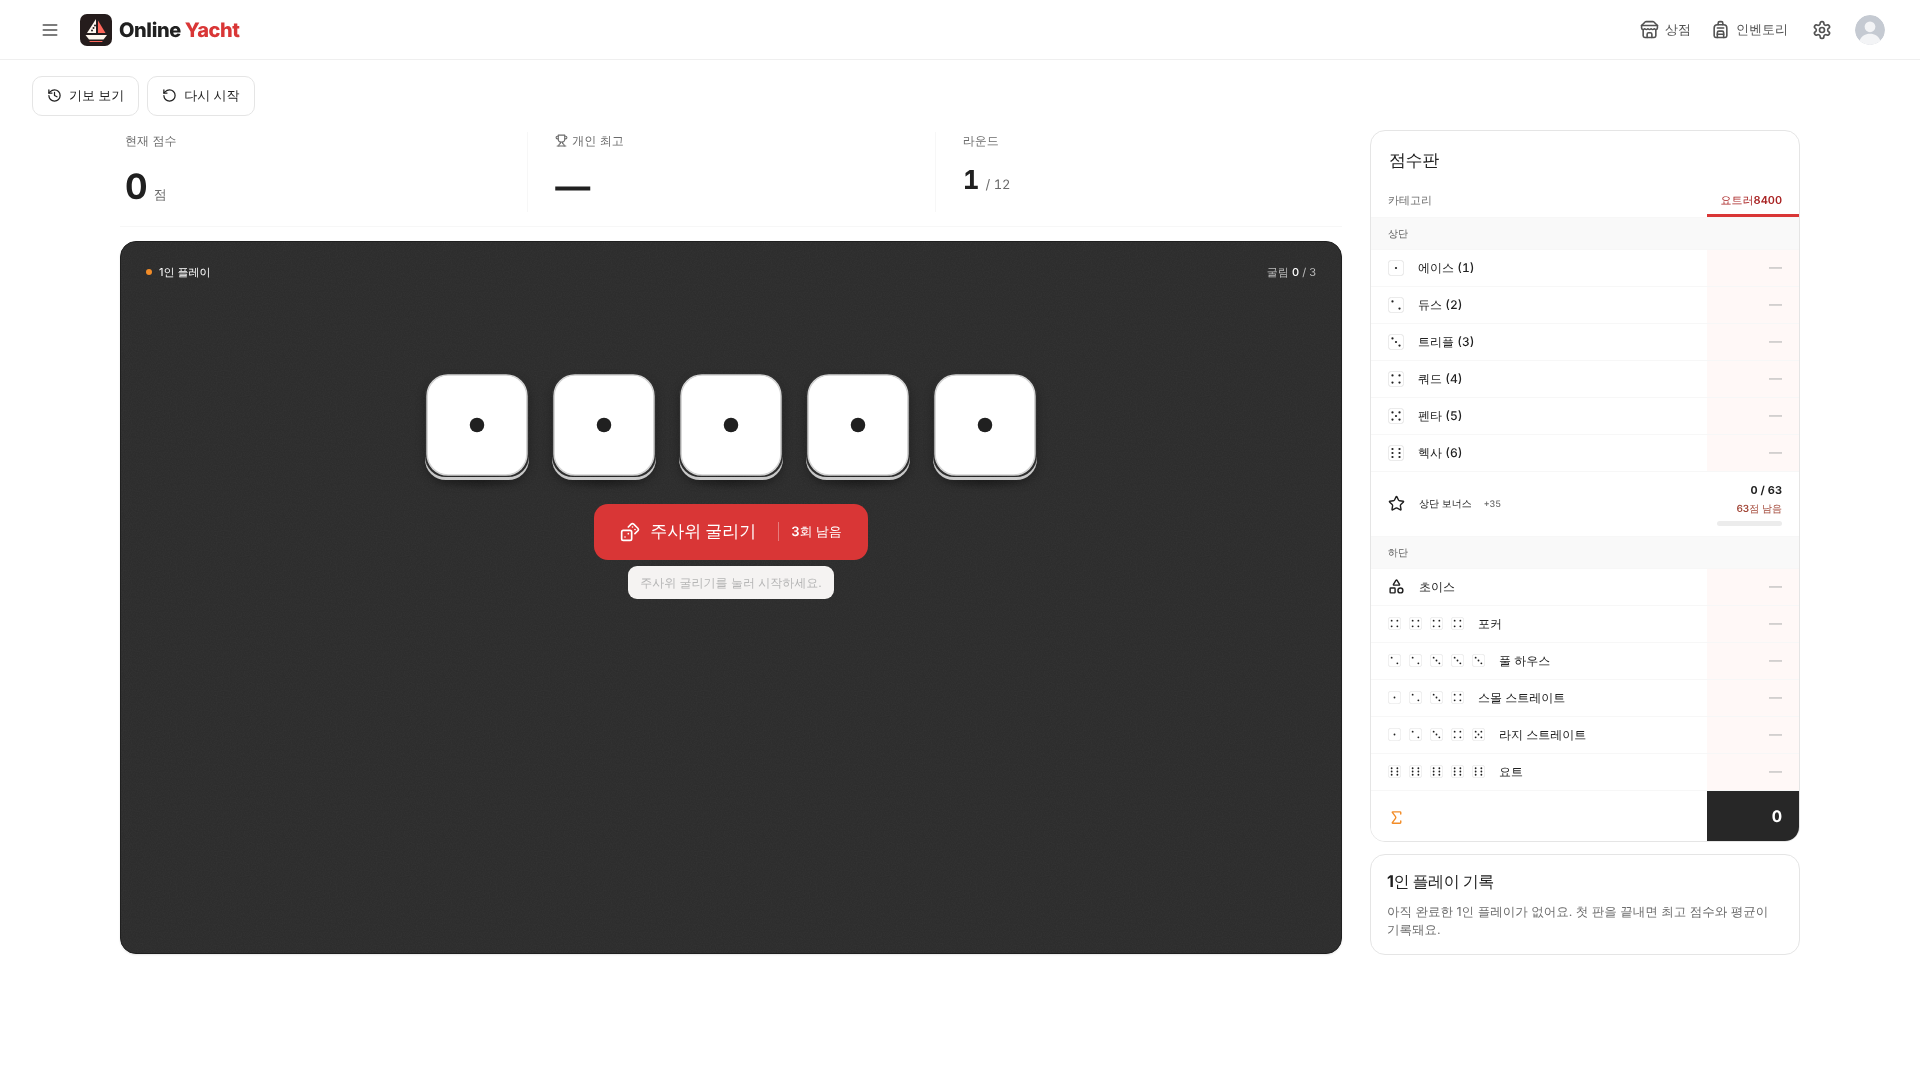 Online Yacht
상점
인벤토리
기보 보기
다시 시작
현재 점수
0 점
개인 최고
—
라운드
1 / 12
1인 플레이
굴림 0 / 3
주사위 굴리기
3회 남음
주사위 굴리기를 눌러 시작하세요.
점수판
카테고리
요트러8400
상단
에이스 (1) —
듀스 (2) —
트리플 (3) —
쿼드 (4) —
펜타 (5) —
헥사 (6) —
상단 보너스 +35
0 / 63
63점 남음
하단
초이스 —
포커 —
풀 하우스 —
스몰 스트레이트 —
라지 스트레이트 —
요트 —
Σ 0
1인 플레이 기록
아직 완료한 1인 플레이가 없어요. 첫 판을 끝내면 최고 점수와 평균이
기록돼요.